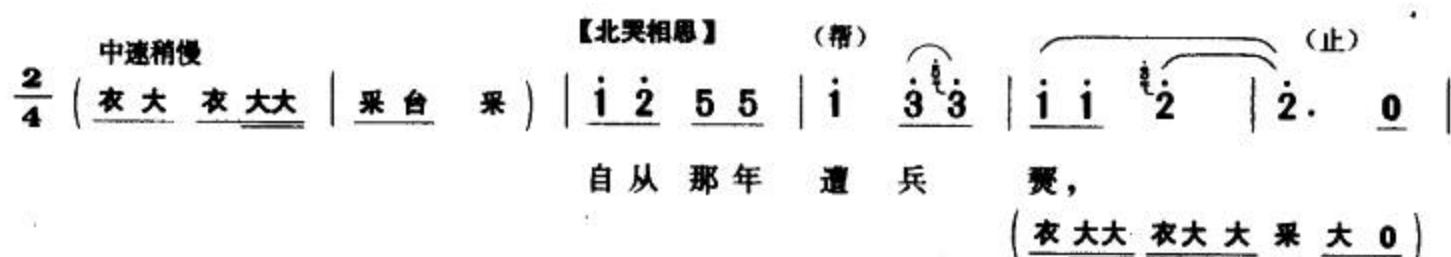 中速稍慢 【北哭相思】 (帮) (止)
2/4 ( 衣 大 衣 大大 | 采 台 采 ) | 1̇ 2̇ 5 5 | 1̇ 3̇ 3̇ | 1̇ 1̇ 2̇ | 2̇. 0 |
自 从 那 年 遭 兵 燹,
( 衣 大大 衣大 大 采 大 0 )